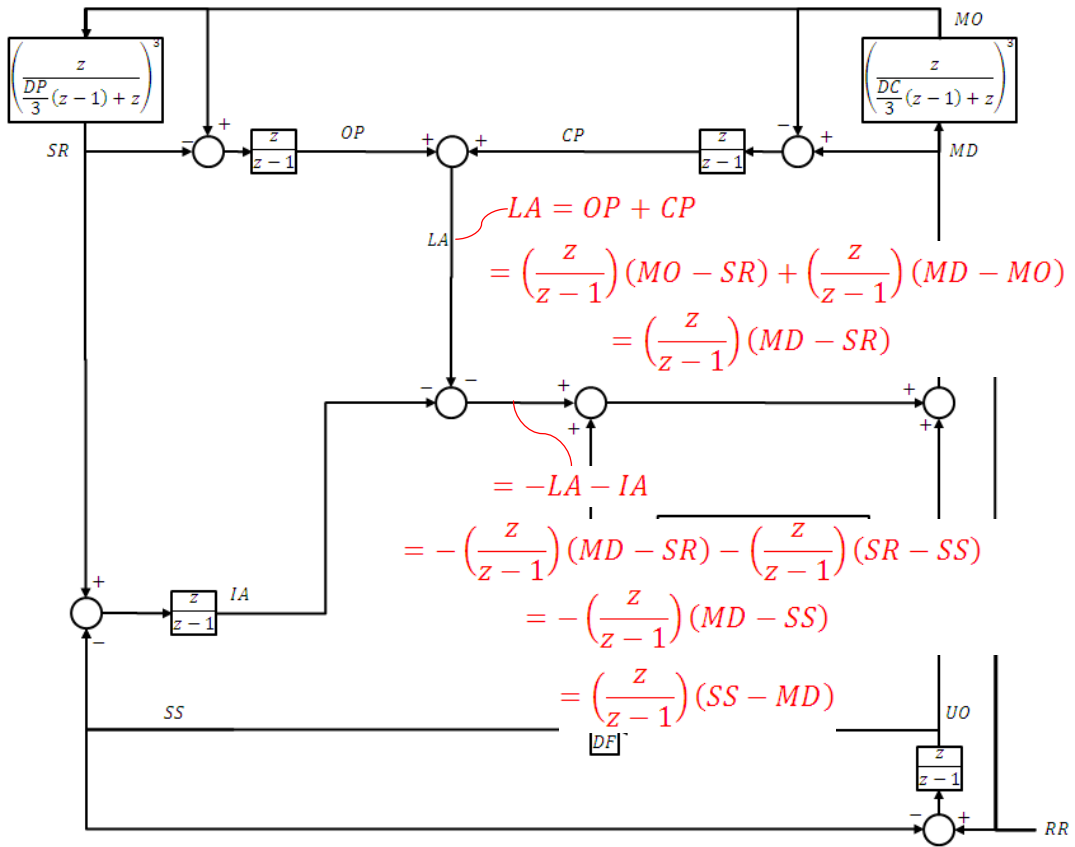 MO
(z / (DP/3 (z − 1) + z))^3
(z / (DC/3 (z − 1) + z))^3
SR − + z/(z − 1) OP + + CP z/(z − 1) − + MD
LA = OP + CP
LA
= (z/(z − 1)) (MO − SR) + (z/(z − 1)) (MD − MO)
= (z/(z − 1)) (MD − SR)
− − + + + +
= −LA − IA
= −(z/(z − 1)) (MD − SR) − (z/(z − 1)) (SR − SS)
+ − z/(z − 1) IA
= −(z/(z − 1)) (MD − SS)
= (z/(z − 1)) (SS − MD)
SS UO
DF
z/(z − 1)
− + RR